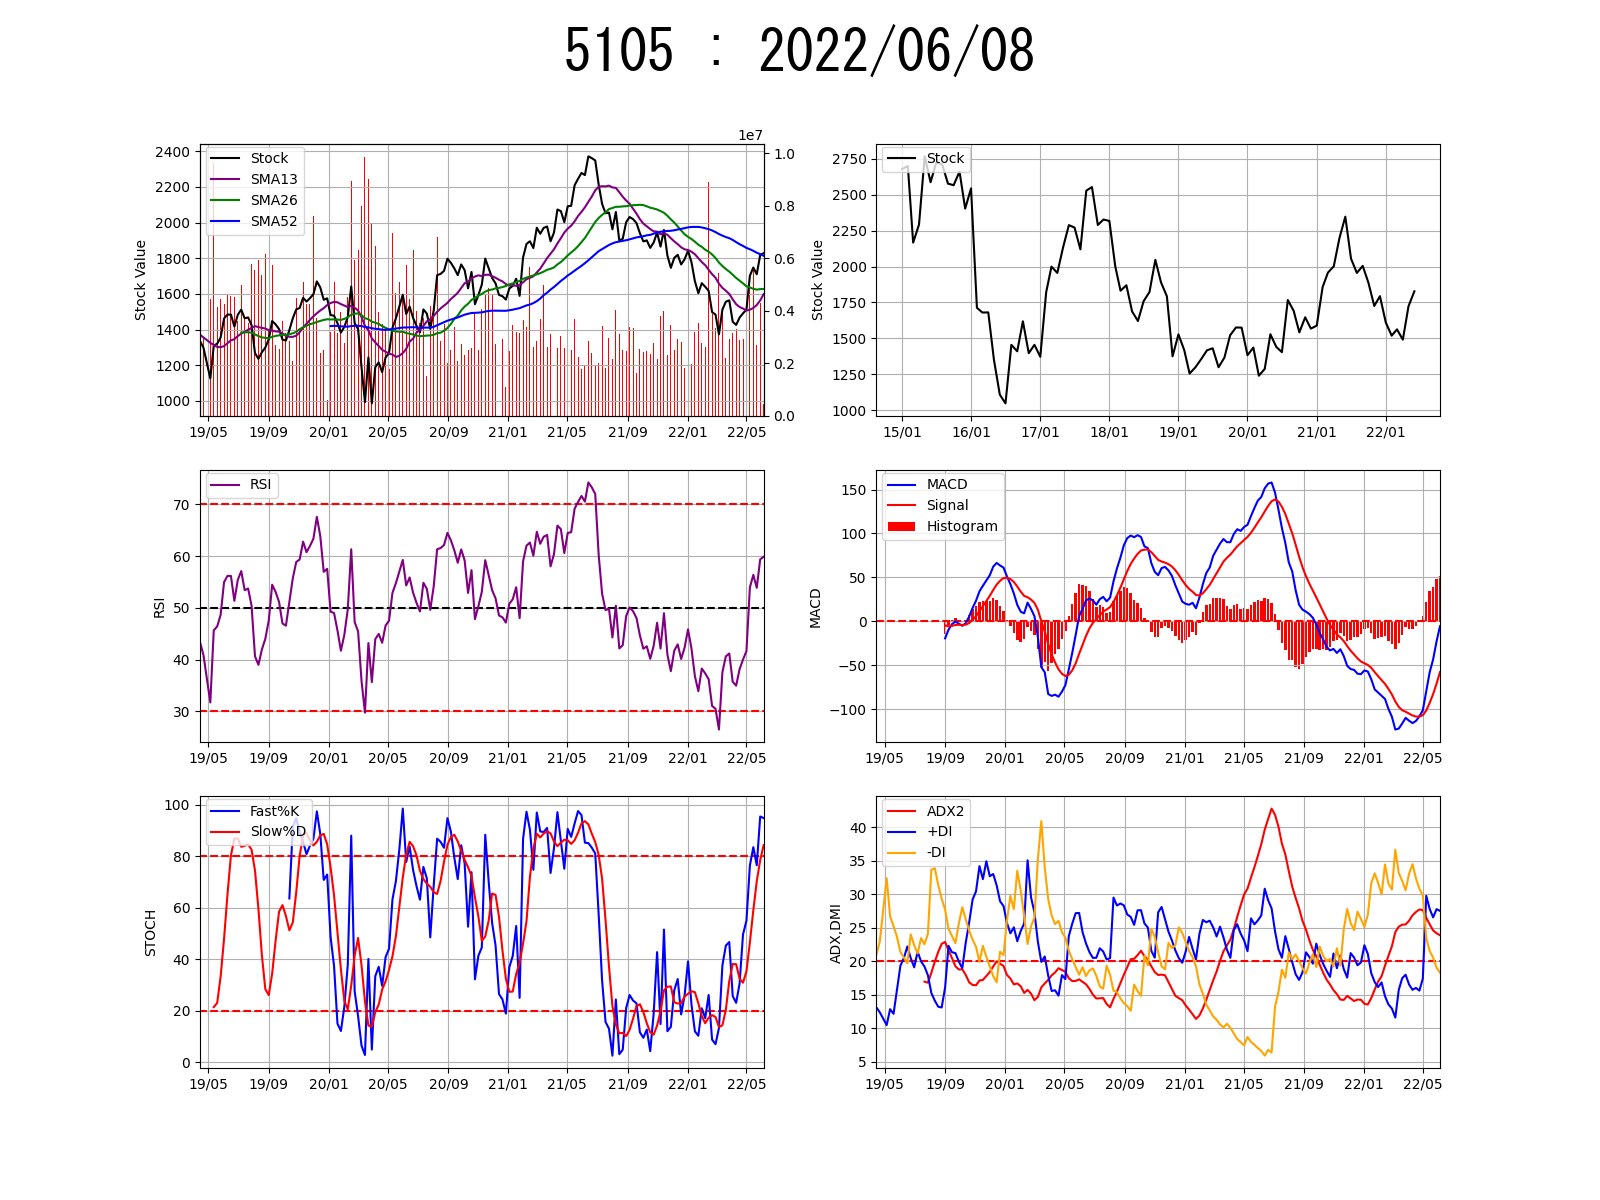 5105 : 2022/06/08
1e7
Stock Value
2400
2200
2000
1800
1600
1400
1200
1000
Stock
SMA13
SMA26
SMA52
1.0
0.8
0.6
0.4
0.2
0.0
19/05 19/09 20/01 20/05 20/09 21/01 21/05 21/09 22/01 22/05
Stock Value
2750
2500
2250
2000
1750
1500
1250
1000
Stock
15/01 16/01 17/01 18/01 19/01 20/01 21/01 22/01
RSI
70
60
50
40
30
RSI
19/05 19/09 20/01 20/05 20/09 21/01 21/05 21/09 22/01 22/05
MACD
150
100
50
0
−50
−100
MACD
Signal
Histogram
19/05 19/09 20/01 20/05 20/09 21/01 21/05 21/09 22/01 22/05
STOCH
100
80
60
40
20
0
Fast%K
Slow%D
19/05 19/09 20/01 20/05 20/09 21/01 21/05 21/09 22/01 22/05
ADX,DMI
40
35
30
25
20
15
10
5
ADX2
+DI
-DI
19/05 19/09 20/01 20/05 20/09 21/01 21/05 21/09 22/01 22/05